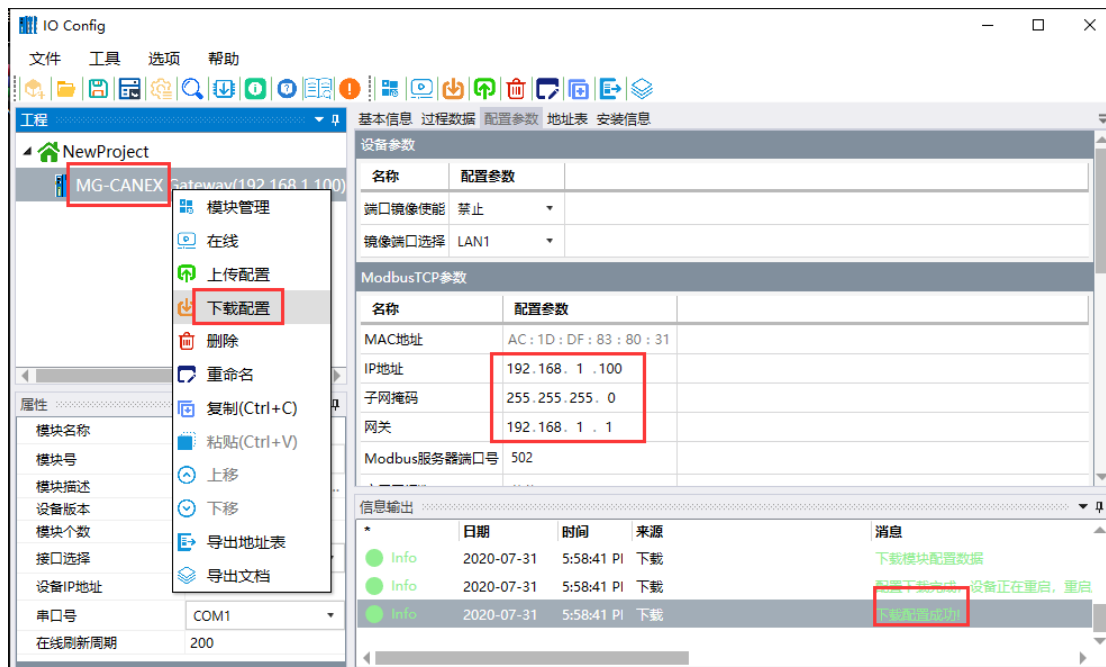 IO Config
文件 工具 选项 帮助
工程
NewProject
MG-CANEX Gateway(192.168.1.100)
模块管理
在线
上传配置
下载配置
删除
重命名
复制(Ctrl+C)
粘贴(Ctrl+V)
上移
下移
导出地址表
导出文档
属性
模块名称
模块号
模块描述
设备版本
模块个数
接口选择
设备IP地址
串口号 COM1
在线刷新周期 200
基本信息 过程数据 配置参数 地址表 安装信息
设备参数
名称 配置参数
端口镜像使能 禁止
镜像端口选择 LAN1
ModbusTCP参数
名称 配置参数
MAC地址 AC : 1D : DF : 83 : 80 : 31
IP地址 192.168. 1 .100
子网掩码 255.255.255. 0
网关 192.168. 1 . 1
Modbus服务器端口号 502
信息输出
* 日期 时间 来源 消息
Info 2020-07-31 5:58:41 PI 下载 下载模块配置数据
Info 2020-07-31 5:58:41 PI 下载 配置下载完成，设备正在重启，重启
Info 2020-07-31 5:58:41 PI 下载 下载配置成功!